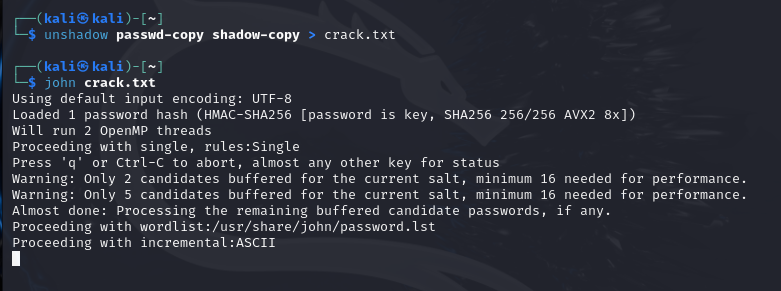 ┌──(kali㉿kali)-[~]
└─$ unshadow passwd-copy shadow-copy > crack.txt
┌──(kali㉿kali)-[~]
└─$ john crack.txt
Using default input encoding: UTF-8
Loaded 1 password hash (HMAC-SHA256 [password is key, SHA256 256/256 AVX2 8x])
Will run 2 OpenMP threads
Proceeding with single, rules:Single
Press 'q' or Ctrl-C to abort, almost any other key for status
Warning: Only 2 candidates buffered for the current salt, minimum 16 needed for performance.
Warning: Only 5 candidates buffered for the current salt, minimum 16 needed for performance.
Almost done: Processing the remaining buffered candidate passwords, if any.
Proceeding with wordlist:/usr/share/john/password.lst
Proceeding with incremental:ASCII